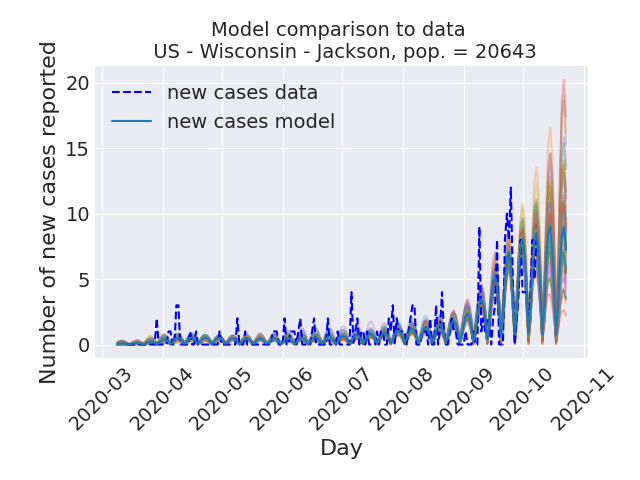 Model comparison to data
US - Wisconsin - Jackson, pop. = 20643
Number of new cases reported
20
15
10
5
0
new cases data
new cases model
2020-03
2020-04
2020-05
2020-06
2020-07
2020-08
2020-09
2020-10
2020-11
Day